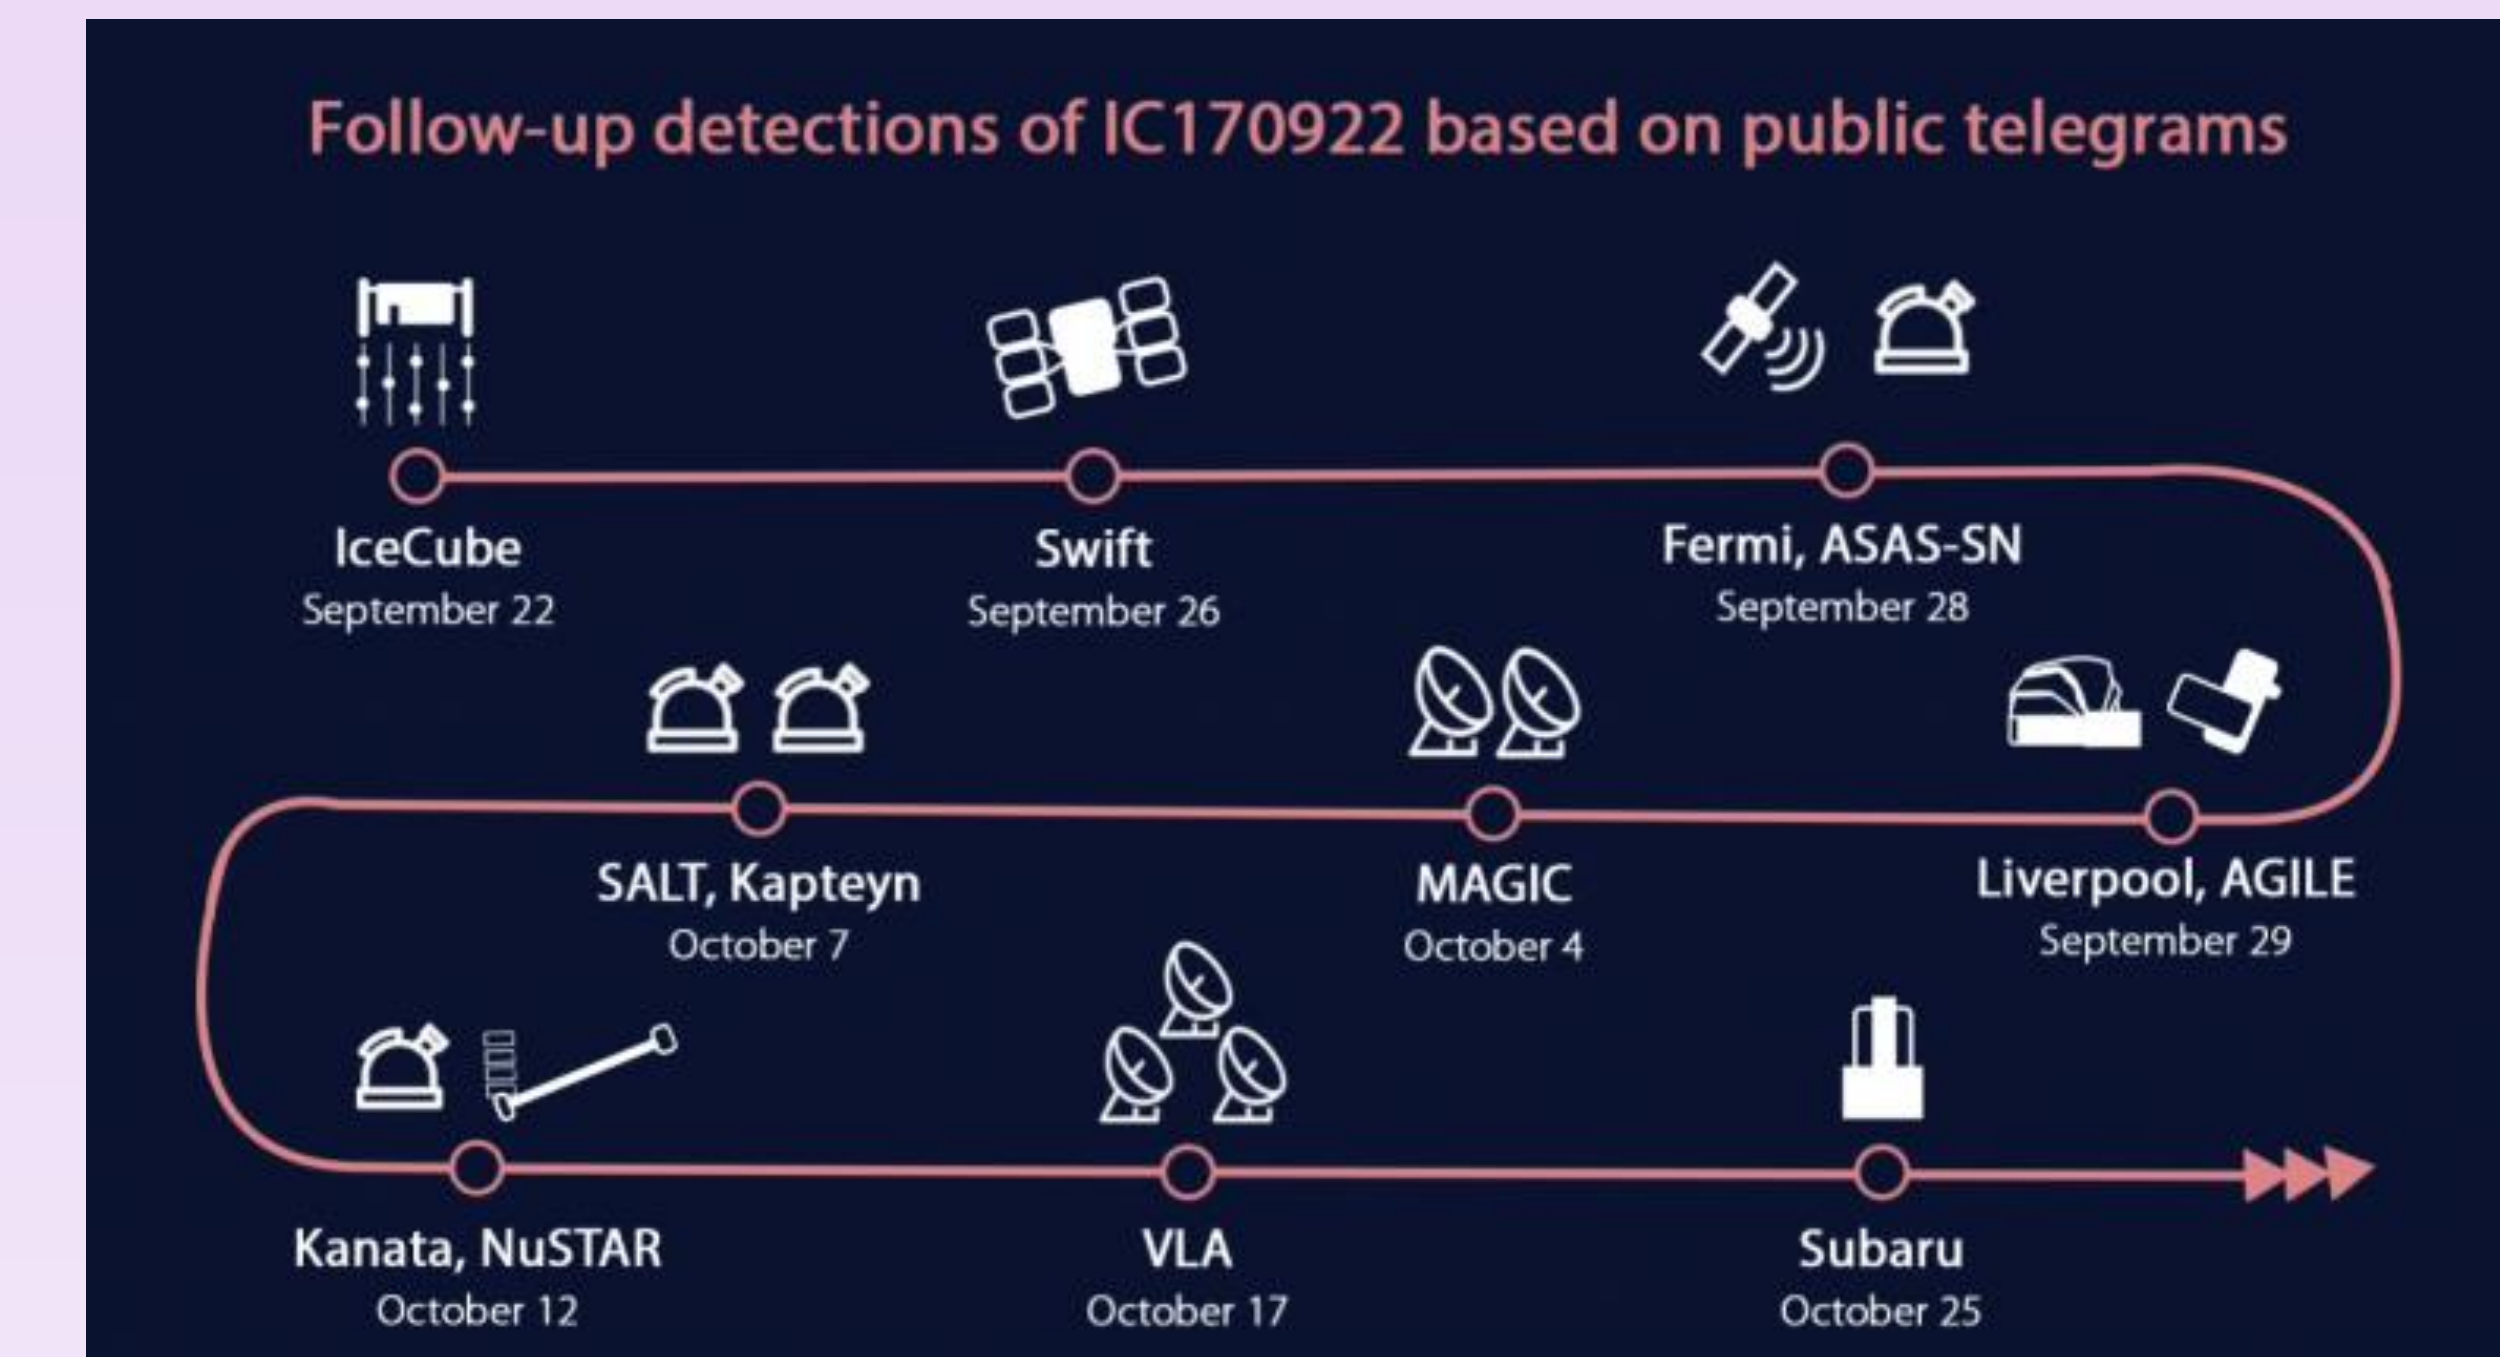 Follow-up detections of IC170922 based on public telegrams
IceCube
September 22
Swift
September 26
Fermi, ASAS-SN
September 28
Liverpool, AGILE
September 29
MAGIC
October 4
SALT, Kapteyn
October 7
Kanata, NuSTAR
October 12
VLA
October 17
Subaru
October 25